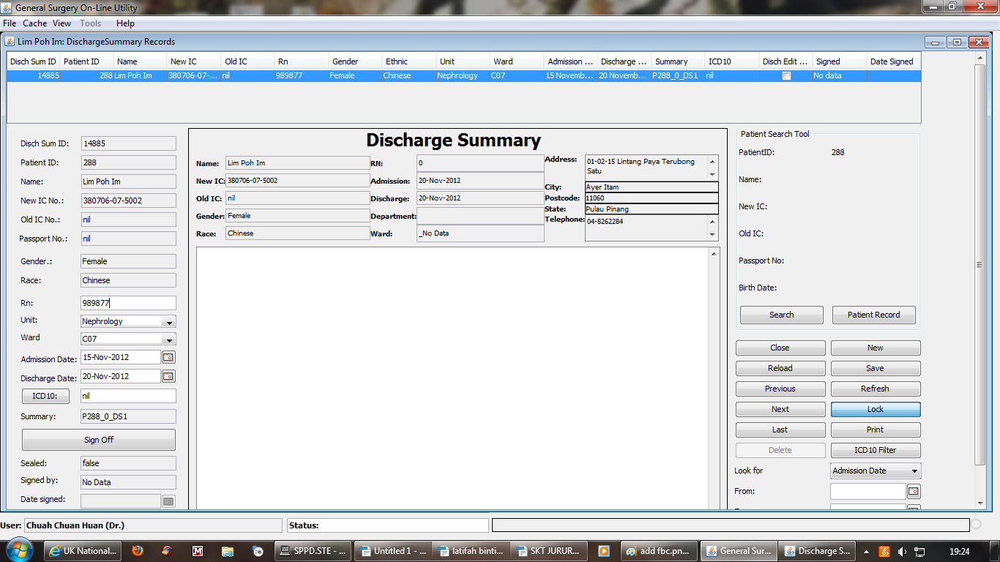 General Surgery On-Line Utility
File Cache View Tools Help
Lim Poh Im: DischargeSummary Records
Disch Sum ID Patient ID Name New IC Old IC Rn Gender Ethnic Unit Ward Admission ... Discharge ... Summary ICD10 Disch Edit ... Signed Date Signed
14885 288 Lim Poh Im 380706-07-... nil 989877 Female Chinese Nephrology C07 15 Novemb... 20 Novemb... P288_0_DS1 nil No data
Disch Sum ID: 14885
Patient ID: 288
Name: Lim Poh Im
New IC No.: 380706-07-5002
Old IC No.: nil
Passport No.: nil
Gender.: Female
Race: Chinese
Rn: 989877
Unit: Nephrology
Ward C07
Admission Date: 15-Nov-2012
Discharge Date: 20-Nov-2012
ICD10: nil
Summary: P288_0_DS1
Sign Off
Sealed: false
Signed by: No Data
Date signed:
Discharge Summary
Name: Lim Poh Im RN: 0 Address: 01-02-15 Lintang Paya Terubong
Satu
New IC: 380706-07-5002 Admission: 20-Nov-2012 City: Ayer Itam
Old IC: nil Discharge: 20-Nov-2012 Postcode: 11060
Gender: Female Department: State: Pulau Pinang
Race: Chinese Ward: _No Data Telephone: 04-8262284
Patient Search Tool
PatientID: 288
Name:
New IC:
Old IC:
Passport No:
Birth Date:
Search Patient Record
Close New
Reload Save
Previous Refresh
Next Lock
Last Print
Delete ICD10 Filter
Look for Admission Date
From:
User: Chuah Chuan Huan (Dr.) Status:
UK National... SPPD.STE - ... Untitled 1 - ... latifah binti... SKT JURUR... add fbc.pn... General Sur... Discharge S... 19:24